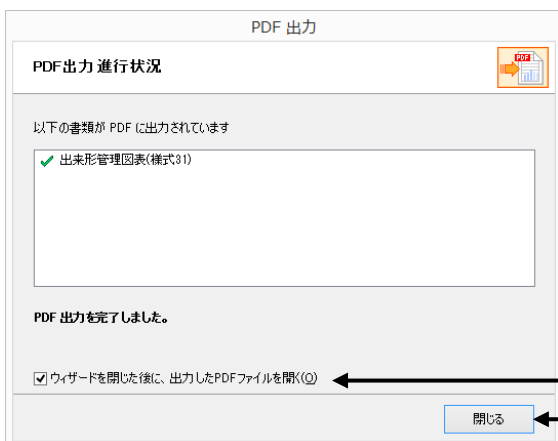 PDF 出力
PDF出力 進行状況
PDF
以下の書類が PDF に出力されています
出来形管理図表(様式31)
PDF 出力を完了しました。
ウィザードを閉じた後に、出力したPDFファイルを開く(O)
閉じる